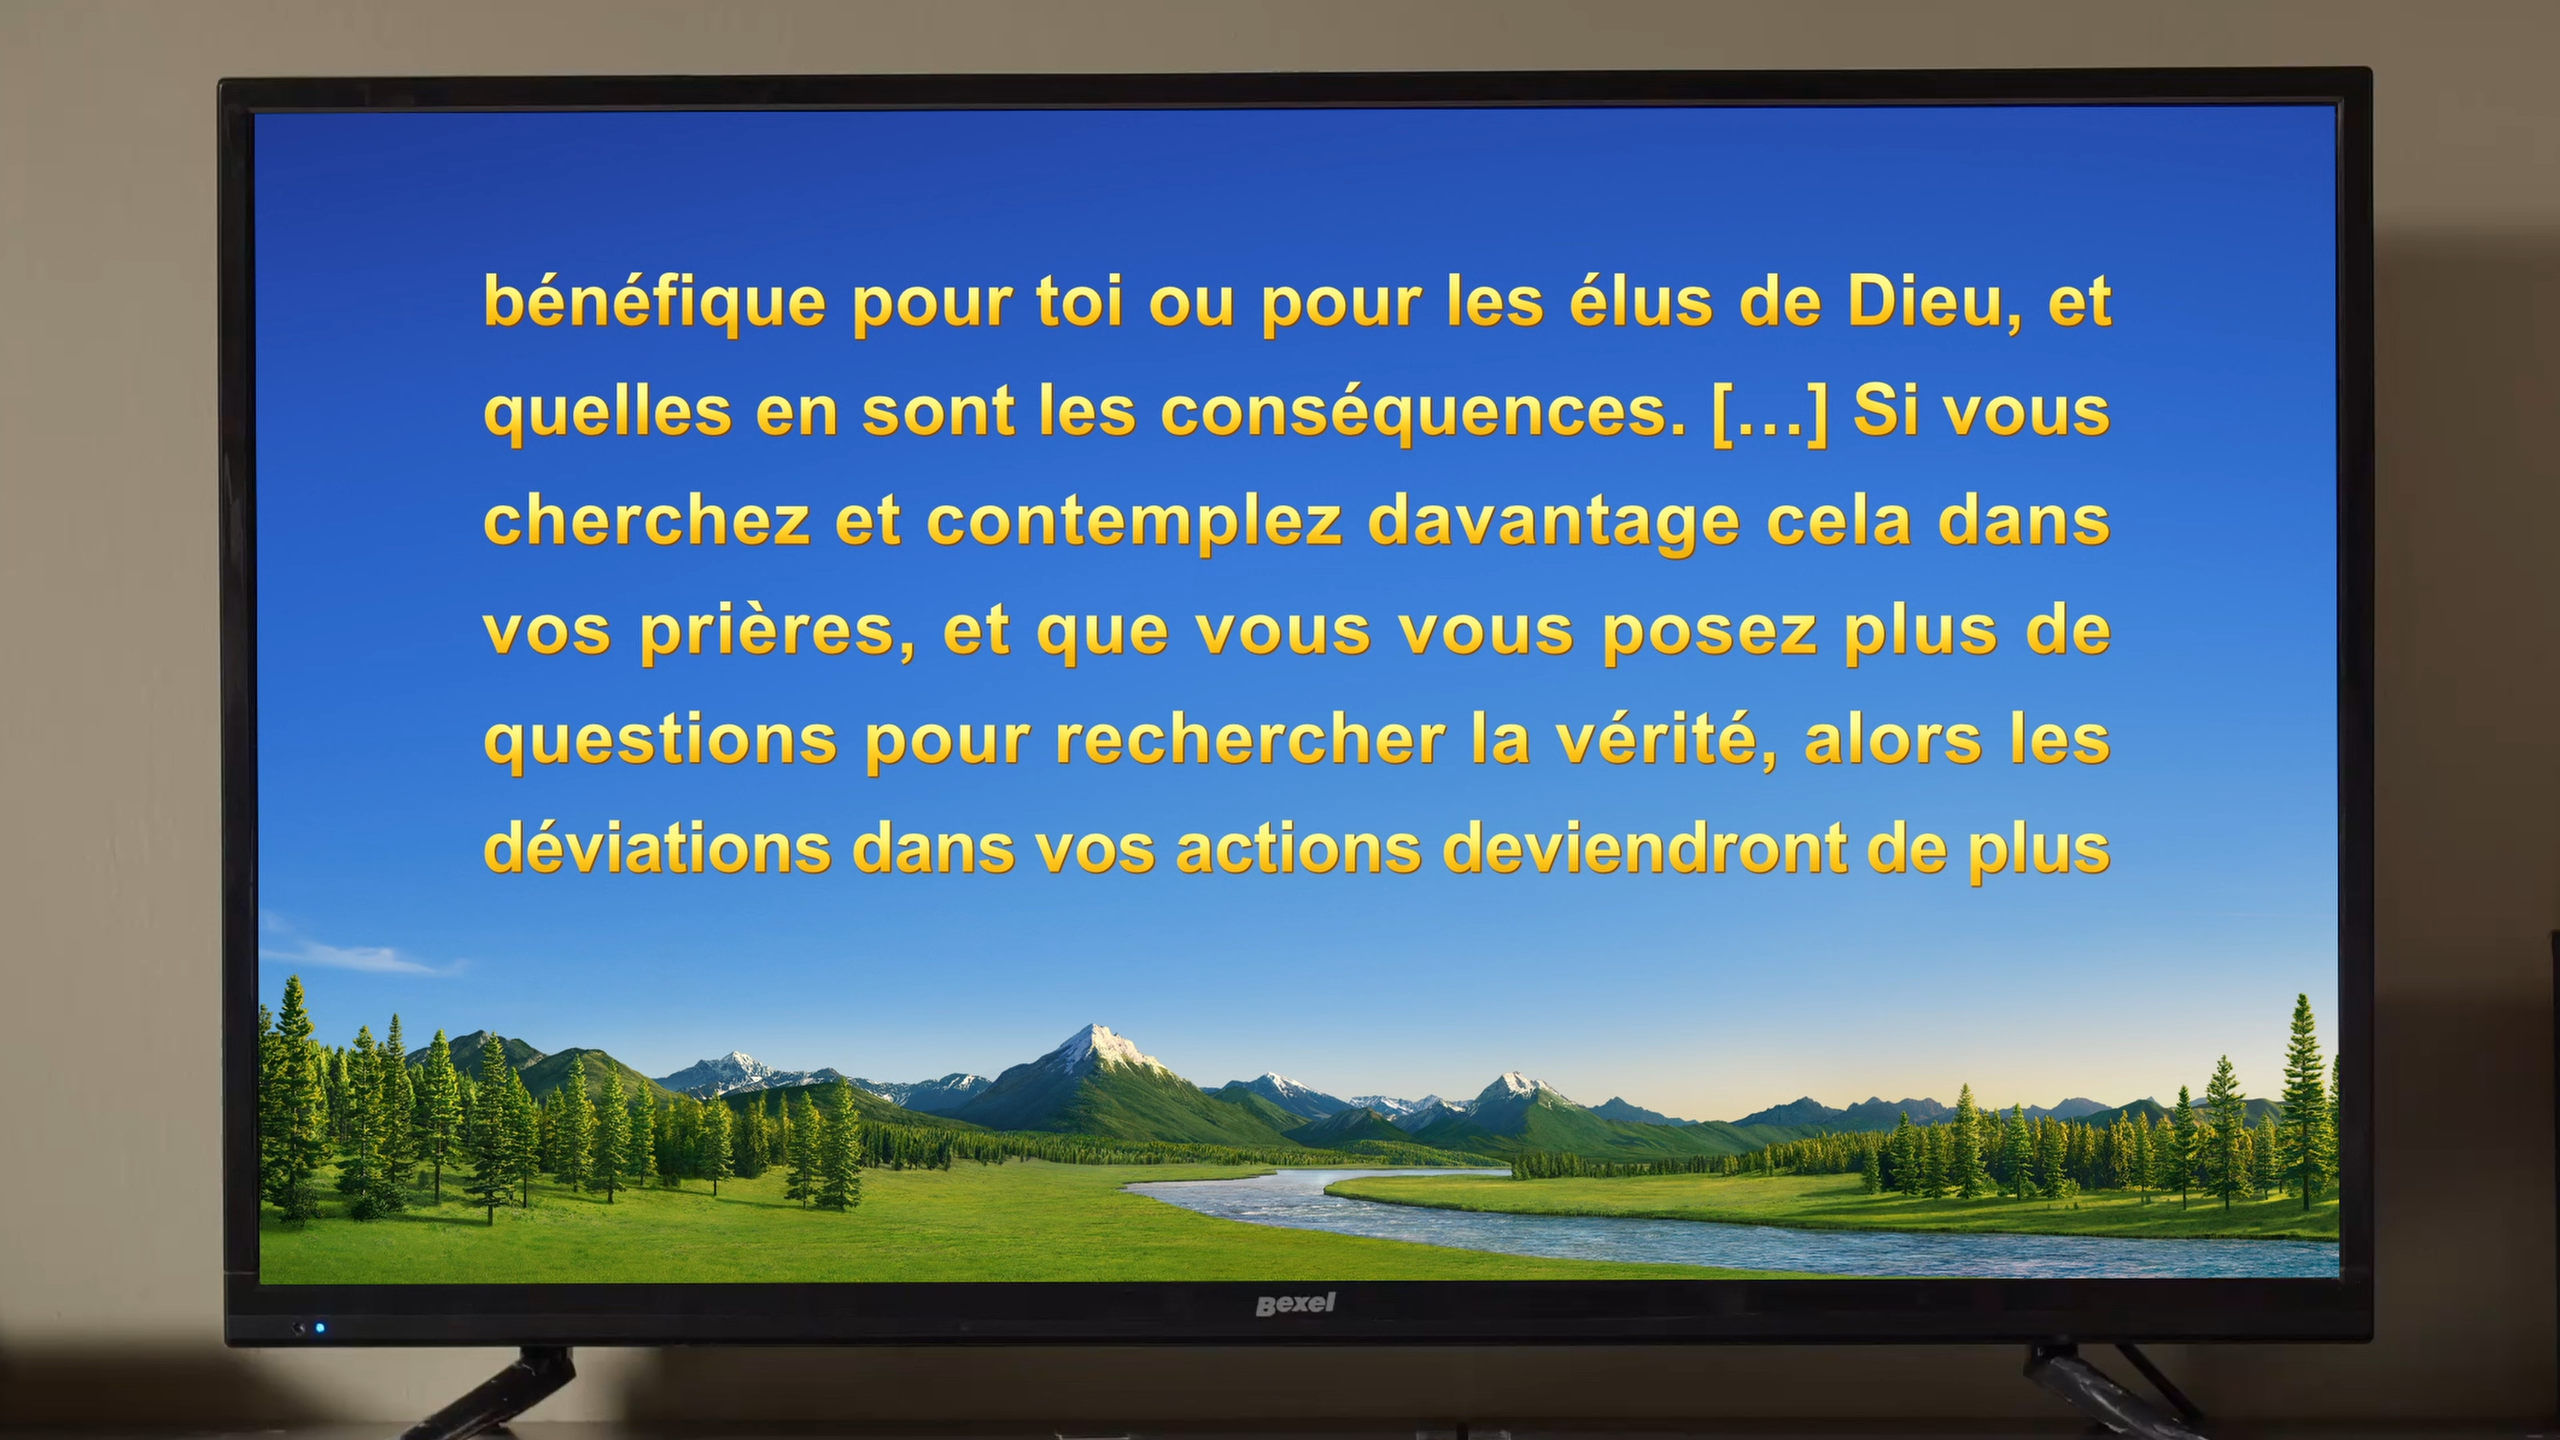 bénéfique pour toi ou pour les élus de Dieu, et
quelles en sont les conséquences. […] Si vous
cherchez et contemplez davantage cela dans
vos prières, et que vous vous posez plus de
questions pour rechercher la vérité, alors les
déviations dans vos actions deviendront de plus
Bexel